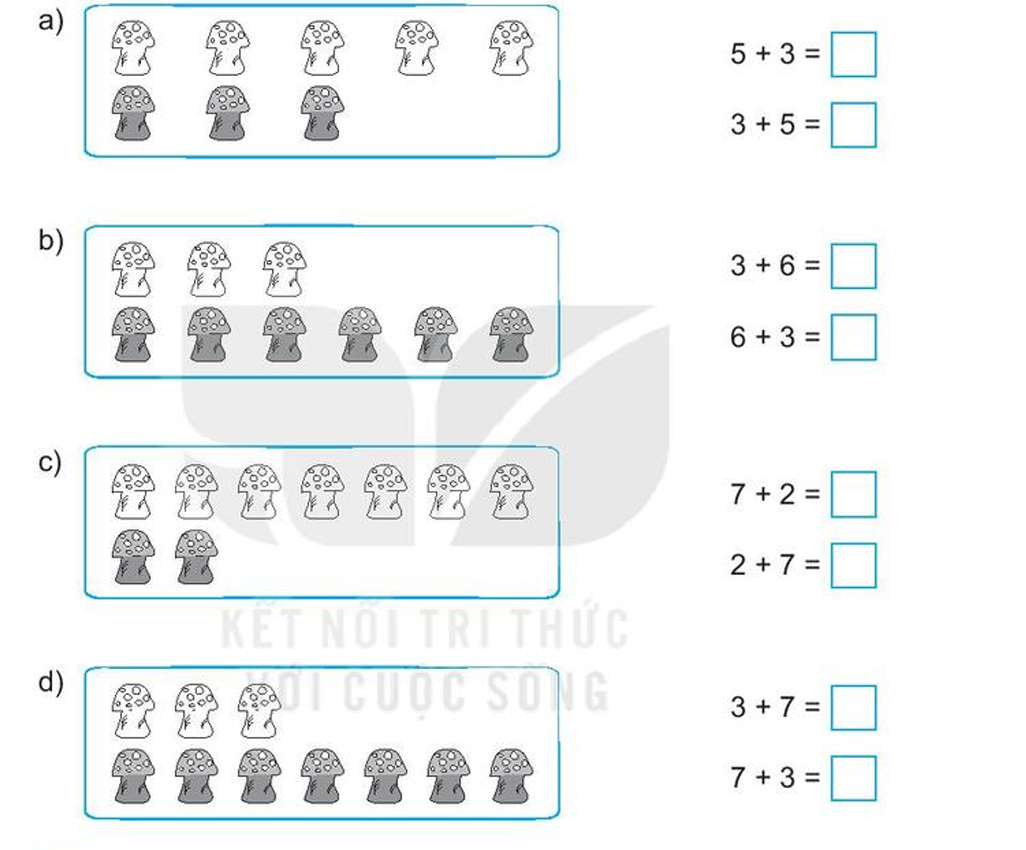 a)
5 + 3 =
3 + 5 =
b)
3 + 6 =
6 + 3 =
c)
7 + 2 =
2 + 7 =
KẾT NỐI TRI THỨC
VỚI CUỘC SỐNG
d)
3 + 7 =
7 + 3 =